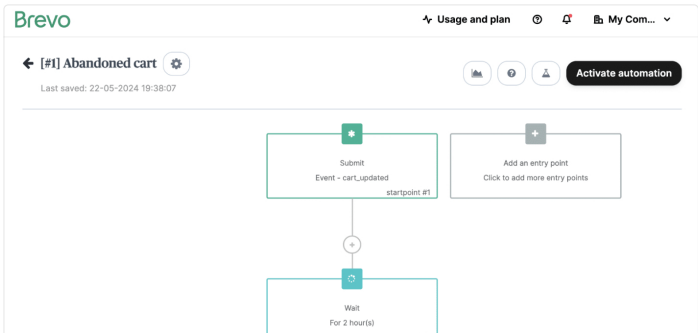 Brevo
Usage and plan
My Com...
[#1] Abandoned cart
Last saved: 22-05-2024 19:38:07
Activate automation
Submit
Event - cart_updated
startpoint #1
Add an entry point
Click to add more entry points
Wait
For 2 hour(s)